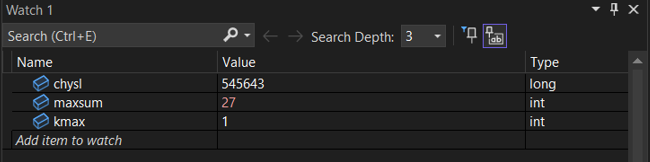 Watch 1
Search (Ctrl+E) Search Depth: 3
Name Value Type
chysl 545643 long
maxsum 27 int
kmax 1 int
Add item to watch